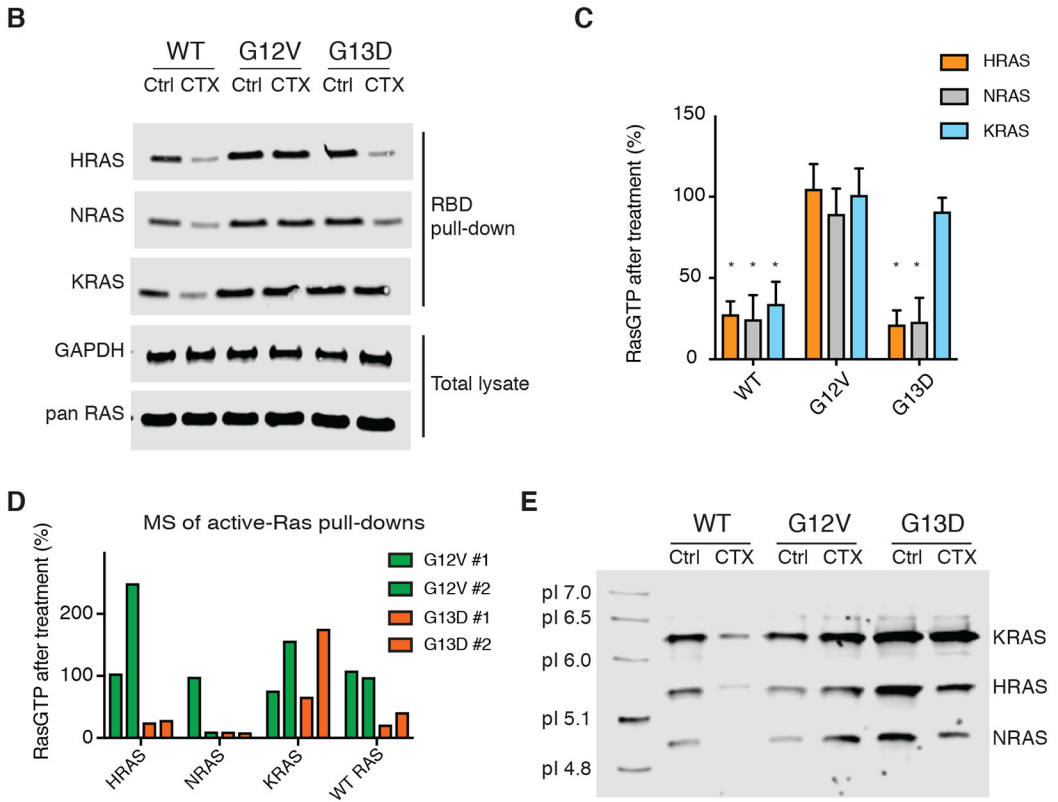 B
WT G12V G13D
Ctrl CTX Ctrl CTX Ctrl CTX
HRAS
NRAS
KRAS
RBD
pull-down
GAPDH
pan RAS
Total lysate
C
HRAS
NRAS
KRAS
RasGTP after treatment (%)
150
100
50
0
* * * * *
WT G12V G13D
D
MS of active-Ras pull-downs
RasGTP after treatment (%)
200
100
0
G12V #1
G12V #2
G13D #1
G13D #2
HRAS NRAS KRAS WT RAS
E
WT G12V G13D
Ctrl CTX Ctrl CTX Ctrl CTX
pI 7.0
pI 6.5
pI 6.0
pI 5.1
pI 4.8
KRAS
HRAS
NRAS